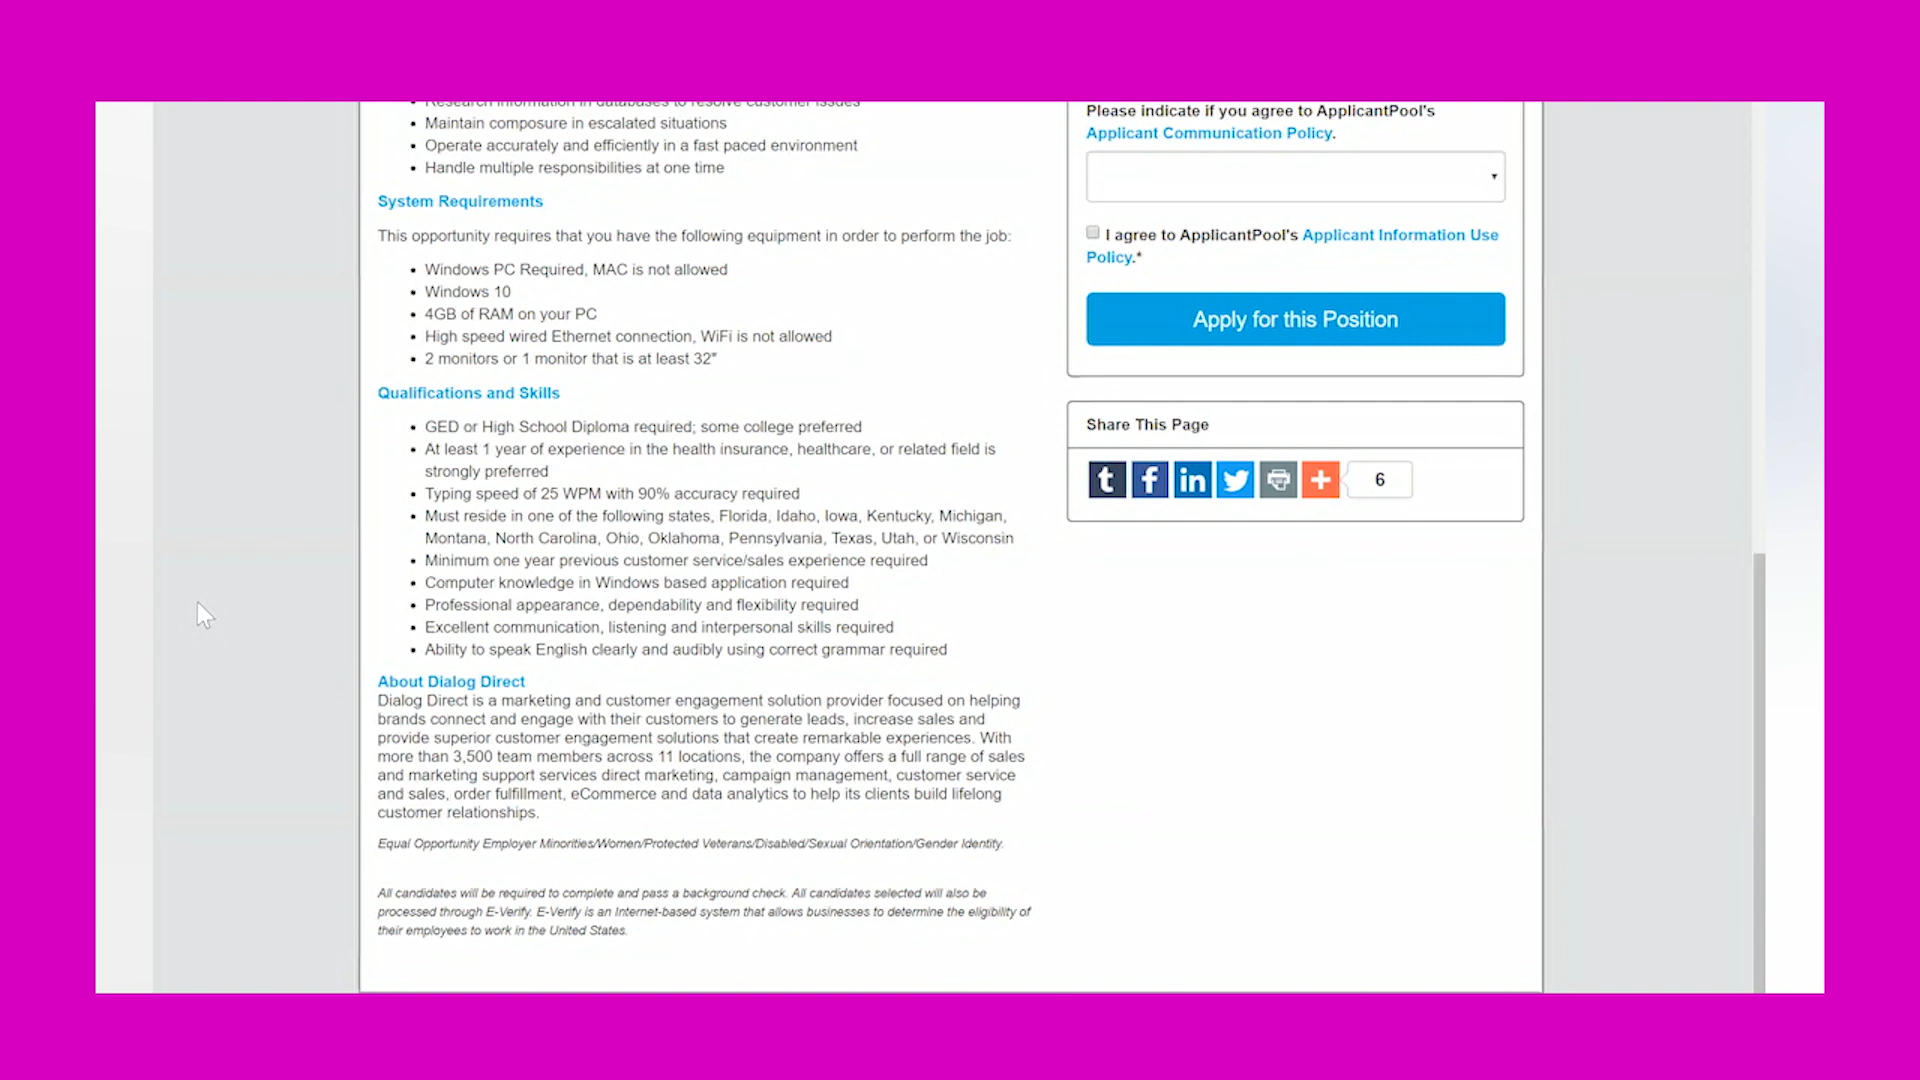 Research information in databases to resolve customer issues
Maintain composure in escalated situations
Operate accurately and efficiently in a fast paced environment
Handle multiple responsibilities at one time
System Requirements
This opportunity requires that you have the following equipment in order to perform the job:
Windows PC Required, MAC is not allowed
Windows 10
4GB of RAM on your PC
High speed wired Ethernet connection, WiFi is not allowed
2 monitors or 1 monitor that is at least 32"
Qualifications and Skills
GED or High School Diploma required; some college preferred
At least 1 year of experience in the health insurance, healthcare, or related field is
strongly preferred
Typing speed of 25 WPM with 90% accuracy required
Must reside in one of the following states, Florida, Idaho, Iowa, Kentucky, Michigan,
Montana, North Carolina, Ohio, Oklahoma, Pennsylvania, Texas, Utah, or Wisconsin
Minimum one year previous customer service/sales experience required
Computer knowledge in Windows based application required
Professional appearance, dependability and flexibility required
Excellent communication, listening and interpersonal skills required
Ability to speak English clearly and audibly using correct grammar required
About Dialog Direct
Dialog Direct is a marketing and customer engagement solution provider focused on helping
brands connect and engage with their customers to generate leads, increase sales and
provide superior customer engagement solutions that create remarkable experiences. With
more than 3,500 team members across 11 locations, the company offers a full range of sales
and marketing support services direct marketing, campaign management, customer service
and sales, order fulfillment, eCommerce and data analytics to help its clients build lifelong
customer relationships.
Equal Opportunity Employer Minorities/Women/Protected Veterans/Disabled/Sexual Orientation/Gender Identity.
All candidates will be required to complete and pass a background check. All candidates selected will also be
processed through E-Verify. E-Verify is an Internet-based system that allows businesses to determine the eligibility of
their employees to work in the United States.
Please indicate if you agree to ApplicantPool's
Applicant Communication Policy.
I agree to ApplicantPool's Applicant Information Use
Policy.*
Apply for this Position
Share This Page
t f in 6